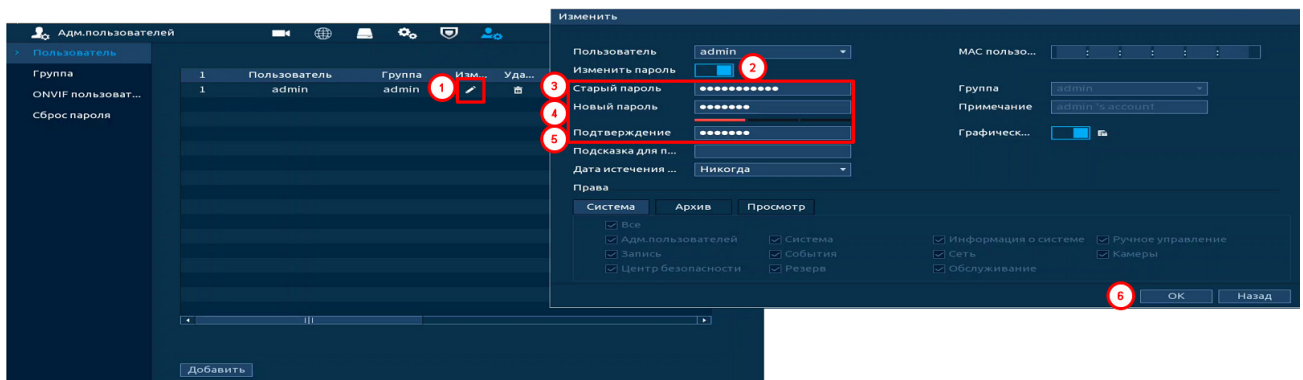 Адм.пользователей
Пользователь
Группа
ONVIF пользоват...
Сброс пароля
1 Пользователь Группа Изм... Уда...
1 admin admin
1
Добавить
Изменить
Пользователь admin
MAC пользо... : : : : :
Изменить пароль
2
3 Старый пароль •••••••••••
Группа admin
4 Новый пароль •••••••
Примечание admin 's account
5 Подтверждение •••••••
Графическ...
Подсказка для п...
Дата истечения ... Никогда
Права
Система Архив Просмотр
Все
Адм.пользователей Система Информация о системе Ручное управление
Запись События Сеть Камеры
Центр безопасности Резерв Обслуживание
6 OK Назад